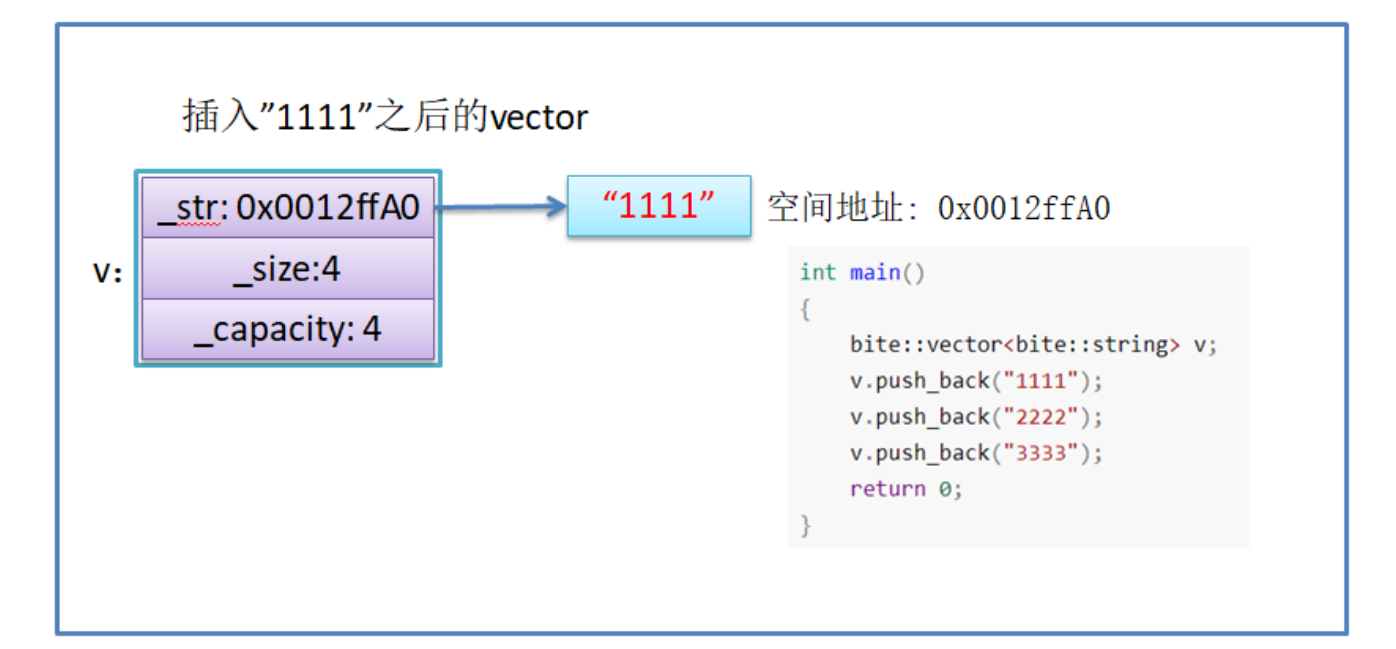 插入”1111”之后的vector
_str: 0x0012ffA0
“1111”
空间地址: 0x0012ffA0
v:
_size:4
_capacity: 4
int main()
{
    bite::vector<bite::string> v;
    v.push_back("1111");
    v.push_back("2222");
    v.push_back("3333");
    return 0;
}